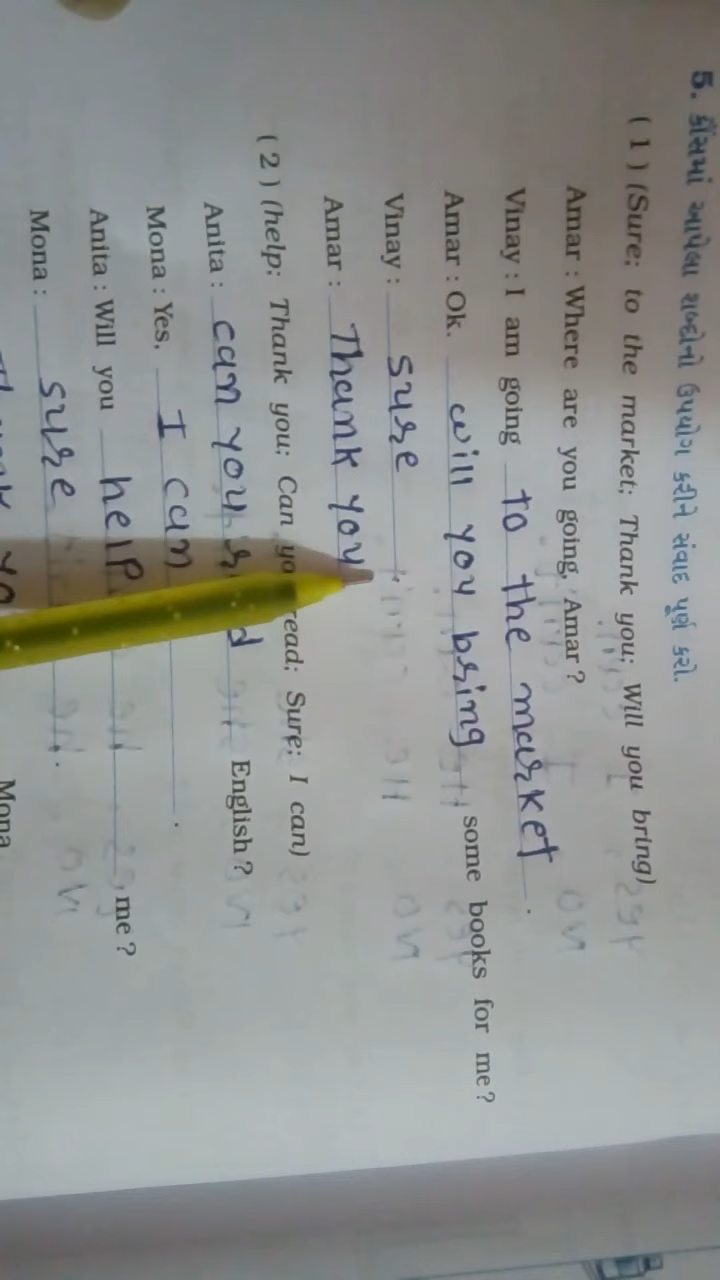 5. કૌંસમાં આપેલા શબ્દોનો ઉપયોગ કરીને સંવાદ પૂર્ણ કરો.
( 1 ) (Sure; to the market; Thank you; Will you bring)
Amar : Where are you going, Amar ?
Vinay : I am going to the market .
Amar : Ok. will you bring some books for me ?
Vinay : sure
Amar : Thank you
( 2 ) (help; Thank you; Can read; Sure; I can)
Anita : can you English ?
Mona : Yes. I can .
Anita : Will you help me ?
Mona : sure .
Mona